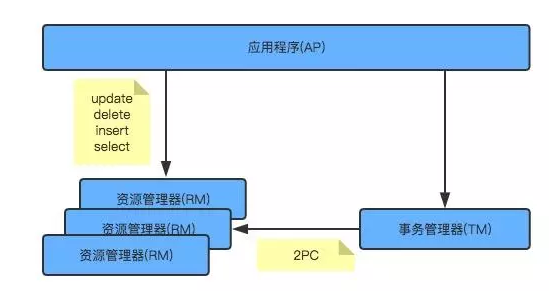 应用程序(AP)
update
delete
insert
select
资源管理器(RM)
资源管理器(RM)
资源管理器(RM)
2PC
事务管理器(TM)